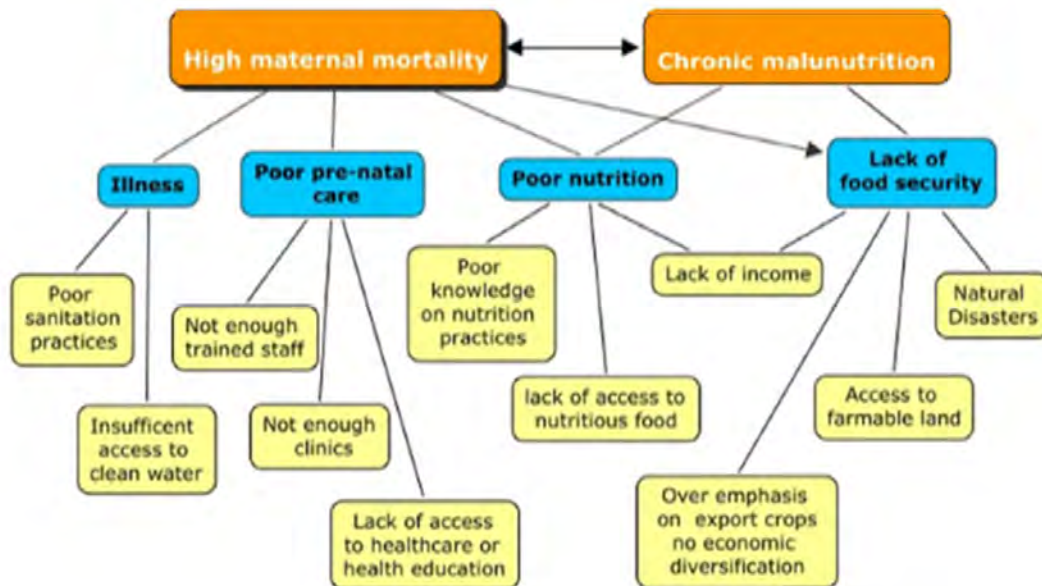 High maternal mortality
Chronic malunutrition
Illness
Poor pre-natal
care
Poor nutrition
Lack of
food security
Poor
sanitation
practices
Insufficent
access to
clean water
Not enough
trained staff
Not enough
clinics
Lack of access
to healthcare or
health education
Poor
knowledge
on nutrition
practices
lack of access to
nutritious food
Lack of income
Over emphasis
on export crops
no economic
diversification
Access to
farmable land
Natural
Disasters